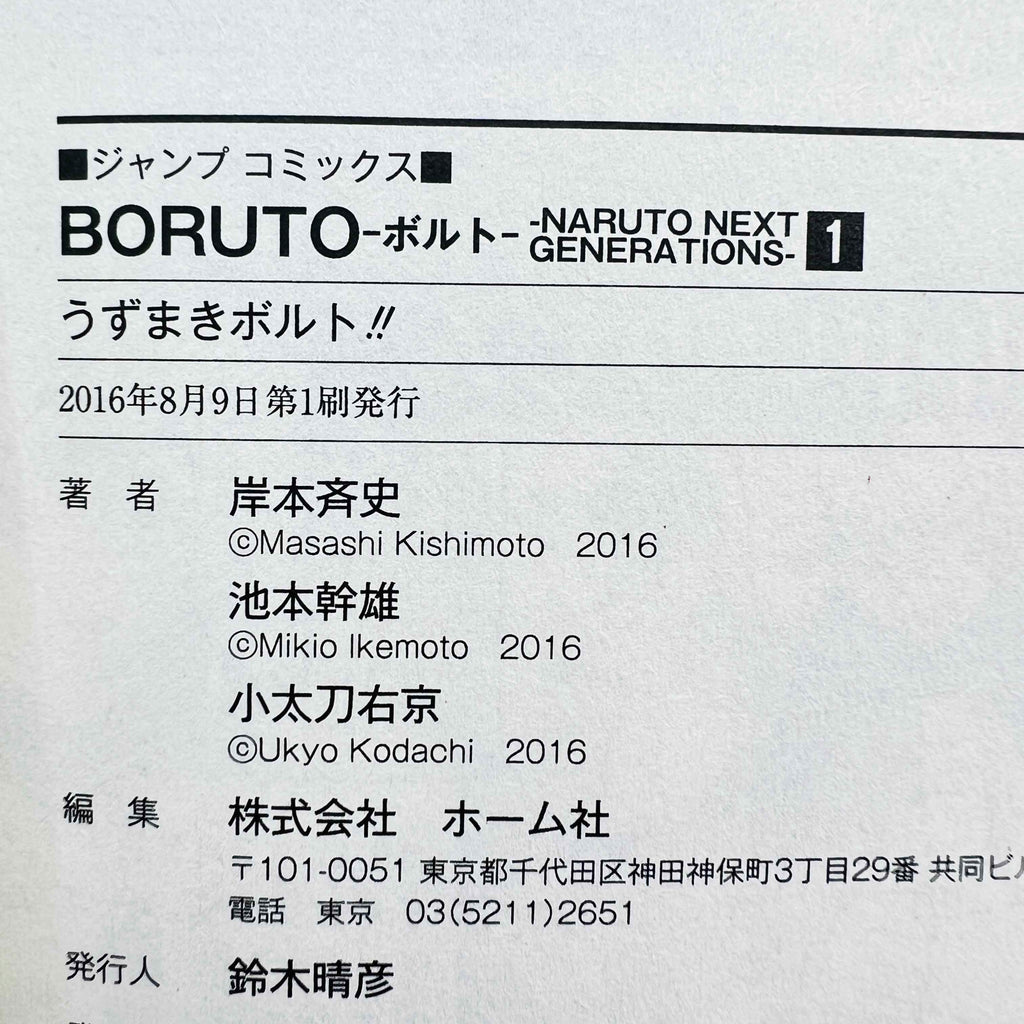 ■ジャンプ コミックス■
BORUTO-ボルト- -NARUTO NEXT GENERATIONS- 1
うずまきボルト!!
2016年8月9日第1刷発行
著 者 岸本斉史
©Masashi Kishimoto 2016
池本幹雄
©Mikio Ikemoto 2016
小太刀右京
©Ukyo Kodachi 2016
編 集 株式会社 ホーム社
〒101-0051 東京都千代田区神田神保町3丁目29番 共同ビ
電話 東京 03(5211)2651
発行人 鈴木晴彦